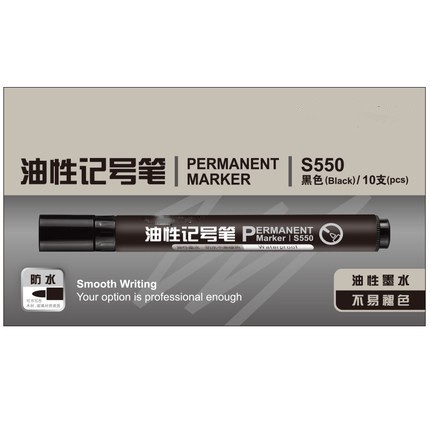 油性记号笔
PERMANENT
MARKER
S550
黑色(Black)/10支(pcs)
油性记号笔
PERMANENT
Marker | S550
Waterproof
防水
Smooth Writing
Your option is professional enough
油性墨水
不易褪色